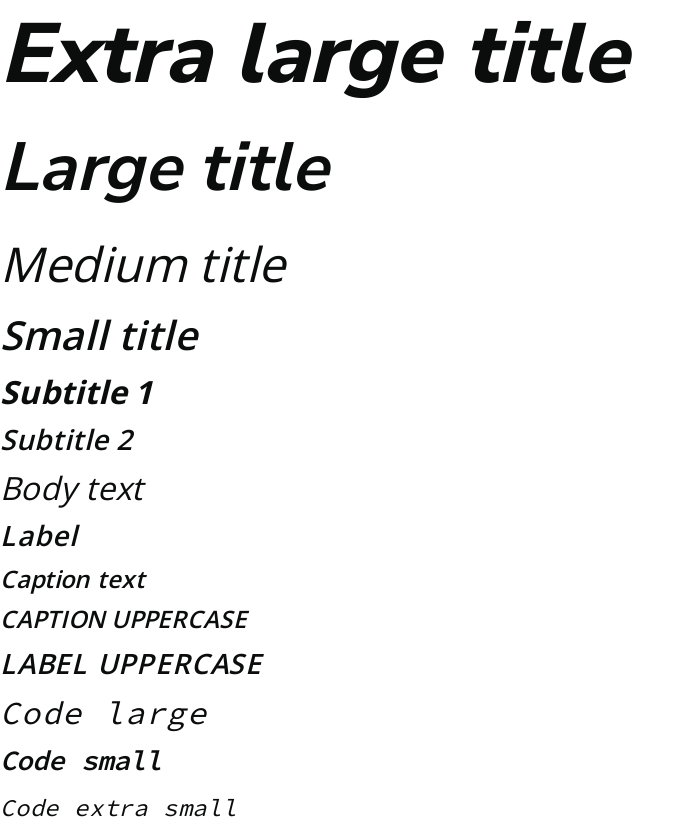 Extra large title
Large title
Medium title
Small title
Subtitle 1
Subtitle 2
Body text
Label
Caption text
CAPTION UPPERCASE
LABEL UPPERCASE
Code large
Code small
Code extra small